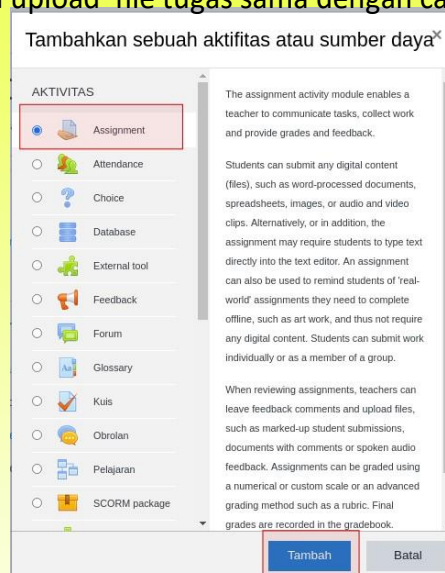 upload file tugas sama dengan ca
Tambahkan sebuah aktifitas atau sumber daya
×
AKTIVITAS
Assignment
Attendance
Choice
Database
External tool
Feedback
Forum
Glossary
Kuis
Obrolan
Pelajaran
SCORM package
The assignment activity module enables a
teacher to communicate tasks, collect work
and provide grades and feedback.
Students can submit any digital content
(files), such as word-processed documents,
spreadsheets, images, or audio and video
clips. Alternatively, or in addition, the
assignment may require students to type text
directly into the text editor. An assignment
can also be used to remind students of 'real-
world' assignments they need to complete
offline, such as art work, and thus not require
any digital content. Students can submit work
individually or as a member of a group.
When reviewing assignments, teachers can
leave feedback comments and upload files,
such as marked-up student submissions,
documents with comments or spoken audio
feedback. Assignments can be graded using
a numerical or custom scale or an advanced
grading method such as a rubric. Final
grades are recorded in the gradebook.
Tambah
Batal